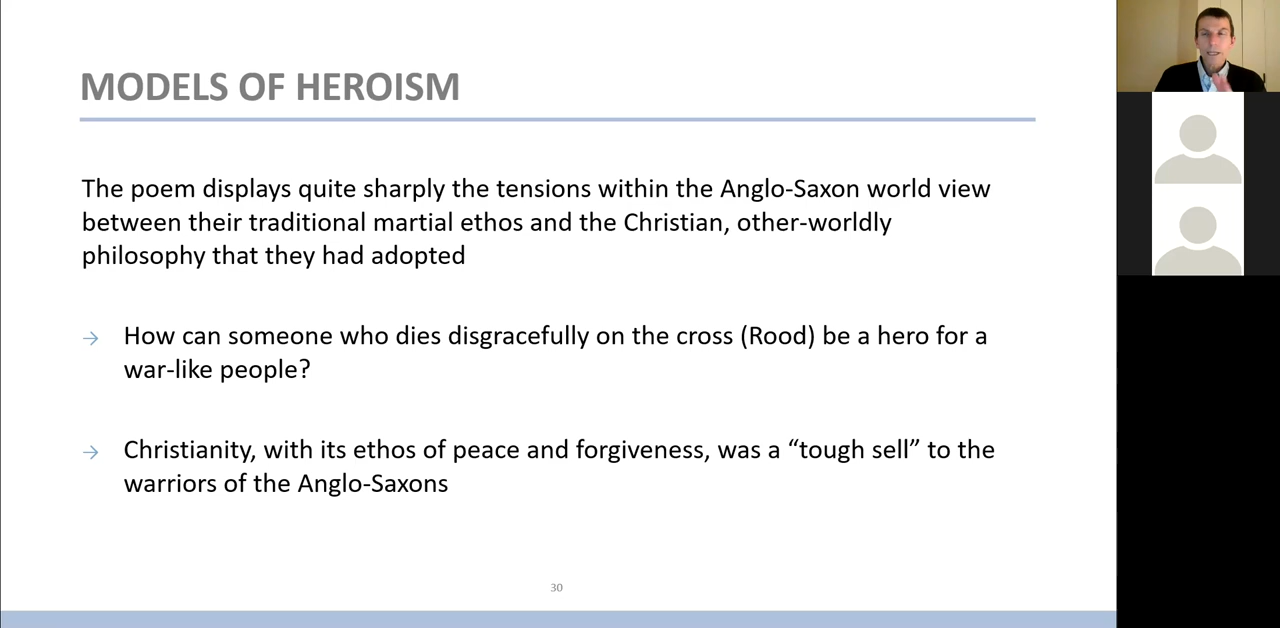 MODELS OF HEROISM
The poem displays quite sharply the tensions within the Anglo-Saxon world view
between their traditional martial ethos and the Christian, other-worldly
philosophy that they had adopted
→ How can someone who dies disgracefully on the cross (Rood) be a hero for a
war-like people?
→ Christianity, with its ethos of peace and forgiveness, was a “tough sell” to the
warriors of the Anglo-Saxons
30